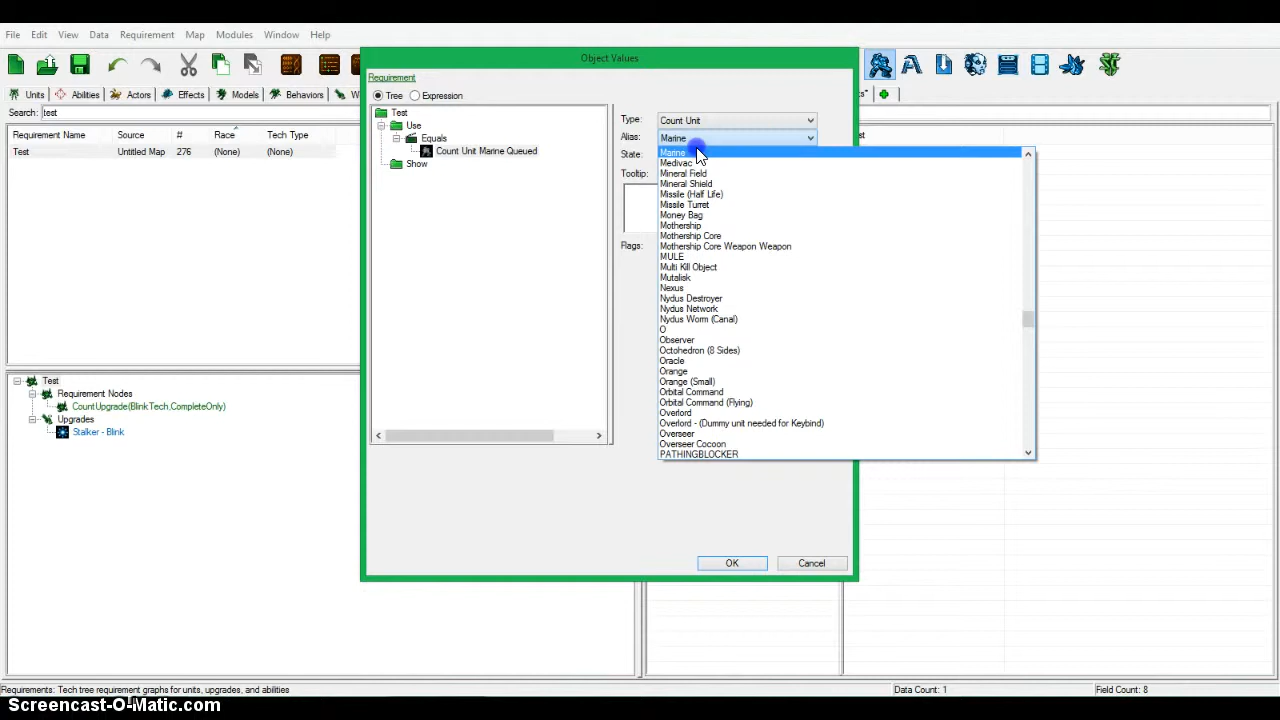 File Edit View Data Requirement Map Modules Window Help
Object Values
Units Abilities Actors Effects Models Behaviors W
Search: test
Requirement Name Source # Race Tech Type
Test Untitled Map 276 (None) (None)
Requirement
Tree Expression
Test
Use
Equals
Count Unit Marine Queued
Show
Type: Count Unit
Alias: Marine
State:
Tooltip:
Flags:
Marine
Medivac
Mineral Field
Mineral Shield
Missile (Half Life)
Missile Turret
Money Bag
Mothership
Mothership Core
Mothership Core Weapon Weapon
MULE
Multi Kill Object
Mutalisk
Nexus
Nydus Destroyer
Nydus Network
Nydus Worm (Canal)
O
Observer
Octohedron (8 Sides)
Oracle
Orange
Orange (Small)
Orbital Command
Orbital Command (Flying)
Overlord
Overlord - (Dummy unit needed for Keybind)
Overseer
Overseer Cocoon
PATHINGBLOCKER
OK Cancel
Test
Requirement Nodes
CountUpgrade(BlinkTech,CompleteOnly)
Upgrades
Stalker - Blink
Requirements: Tech tree requirement graphs for units, upgrades, and abilities
Data Count: 1 Field Count: 8
Screencast-O-Matic.com